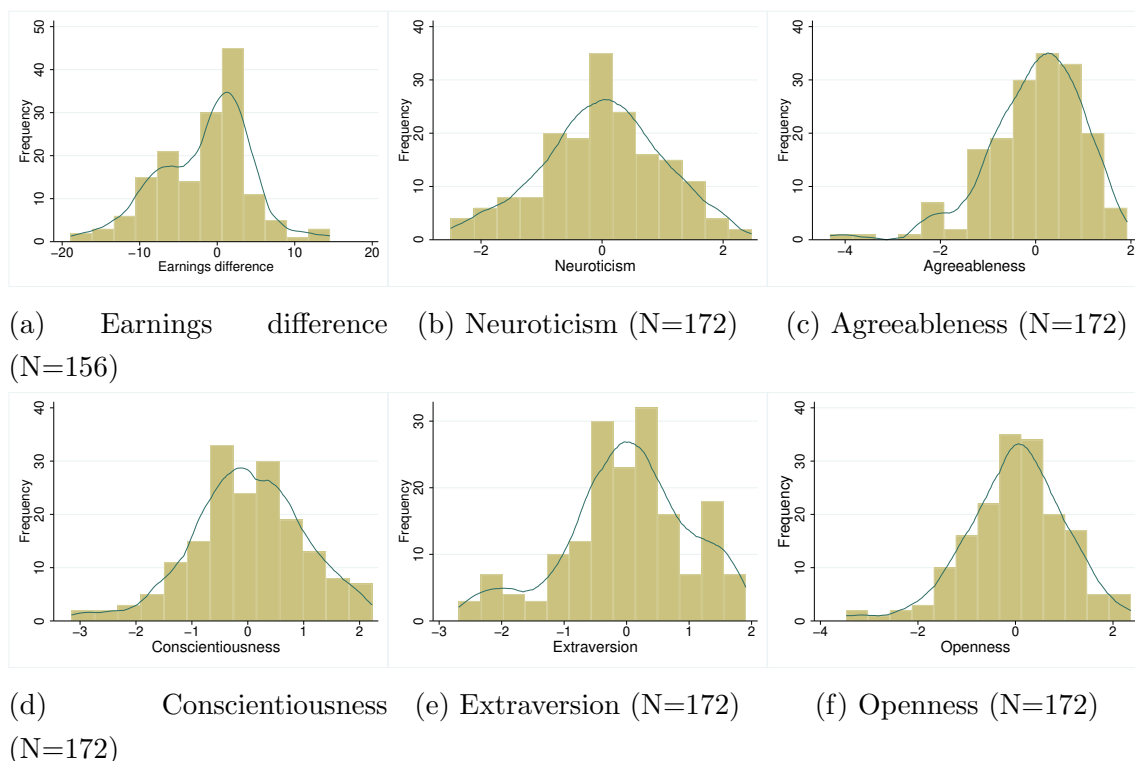 50
40
30
20
10
0
Frequency
−20 −10 0 10 20
Earnings difference
40
30
20
10
0
Frequency
−2 0 2
Neuroticism
40
30
20
10
0
Frequency
−4 −2 0 2
Agreeableness
(a) Earnings difference
(N=156)
(b) Neuroticism (N=172)
(c) Agreeableness (N=172)
40
30
20
10
0
Frequency
−3 −2 −1 0 1 2
Conscientiousness
30
20
10
0
Frequency
−3 −2 −1 0 1 2
Extraversion
40
30
20
10
0
Frequency
−4 −2 0 2
Openness
(d) Conscientiousness
(N=172)
(e) Extraversion (N=172)
(f) Openness (N=172)